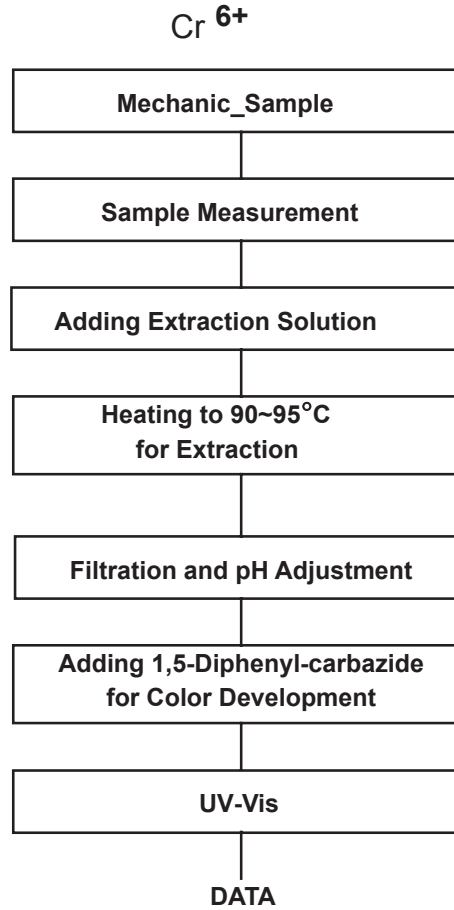 Cr 6+
Mechanic_Sample
Sample Measurement
Adding Extraction Solution
Heating to 90~95°C
for Extraction
Filtration and pH Adjustment
Adding 1,5-Diphenyl-carbazide
for Color Development
UV-Vis
DATA